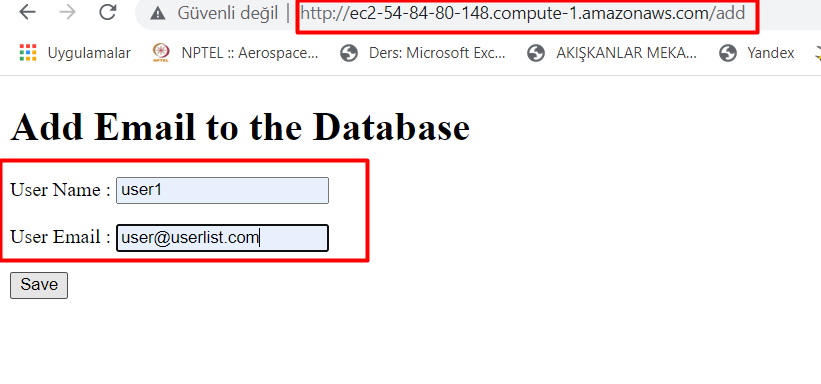 Güvenli değil | http://ec2-54-84-80-148.compute-1.amazonaws.com/add
Uygulamalar NPTEL :: Aerospace... Ders: Microsoft Exc... AKIŞKANLAR MEKA... Yandex
Add Email to the Database
User Name : user1
User Email : user@userlist.com
Save